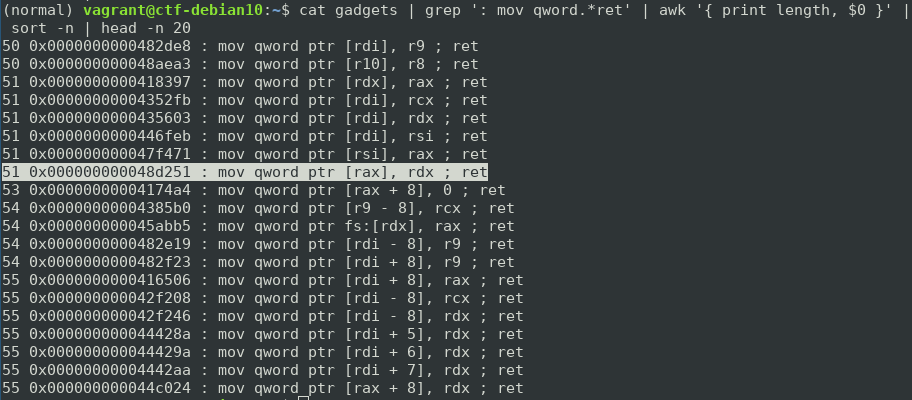 (normal) vagrant@ctf-debian10:~$ cat gadgets | grep ': mov qword.*ret' | awk '{ print length, $0 }' |
 sort -n | head -n 20
50 0x0000000000482de8 : mov qword ptr [rdi], r9 ; ret
50 0x000000000048aea3 : mov qword ptr [r10], r8 ; ret
51 0x0000000000418397 : mov qword ptr [rdx], rax ; ret
51 0x00000000004352fb : mov qword ptr [rdi], rcx ; ret
51 0x0000000000435603 : mov qword ptr [rdi], rdx ; ret
51 0x0000000000446feb : mov qword ptr [rdi], rsi ; ret
51 0x000000000047f471 : mov qword ptr [rsi], rax ; ret
51 0x000000000048d251 : mov qword ptr [rax], rdx ; ret
53 0x00000000004174a4 : mov qword ptr [rax + 8], 0 ; ret
54 0x00000000004385b0 : mov qword ptr [r9 - 8], rcx ; ret
54 0x000000000045abb5 : mov qword ptr fs:[rdx], rax ; ret
54 0x0000000000482e19 : mov qword ptr [rdi - 8], r9 ; ret
54 0x0000000000482f23 : mov qword ptr [rdi + 8], r9 ; ret
55 0x0000000000416506 : mov qword ptr [rdi + 8], rax ; ret
55 0x000000000042f208 : mov qword ptr [rdi - 8], rcx ; ret
55 0x000000000042f246 : mov qword ptr [rdi - 8], rdx ; ret
55 0x000000000044428a : mov qword ptr [rdi + 5], rdx ; ret
55 0x000000000044429a : mov qword ptr [rdi + 6], rdx ; ret
55 0x00000000004442aa : mov qword ptr [rdi + 7], rdx ; ret
55 0x000000000044c024 : mov qword ptr [rax + 8], rdx ; ret